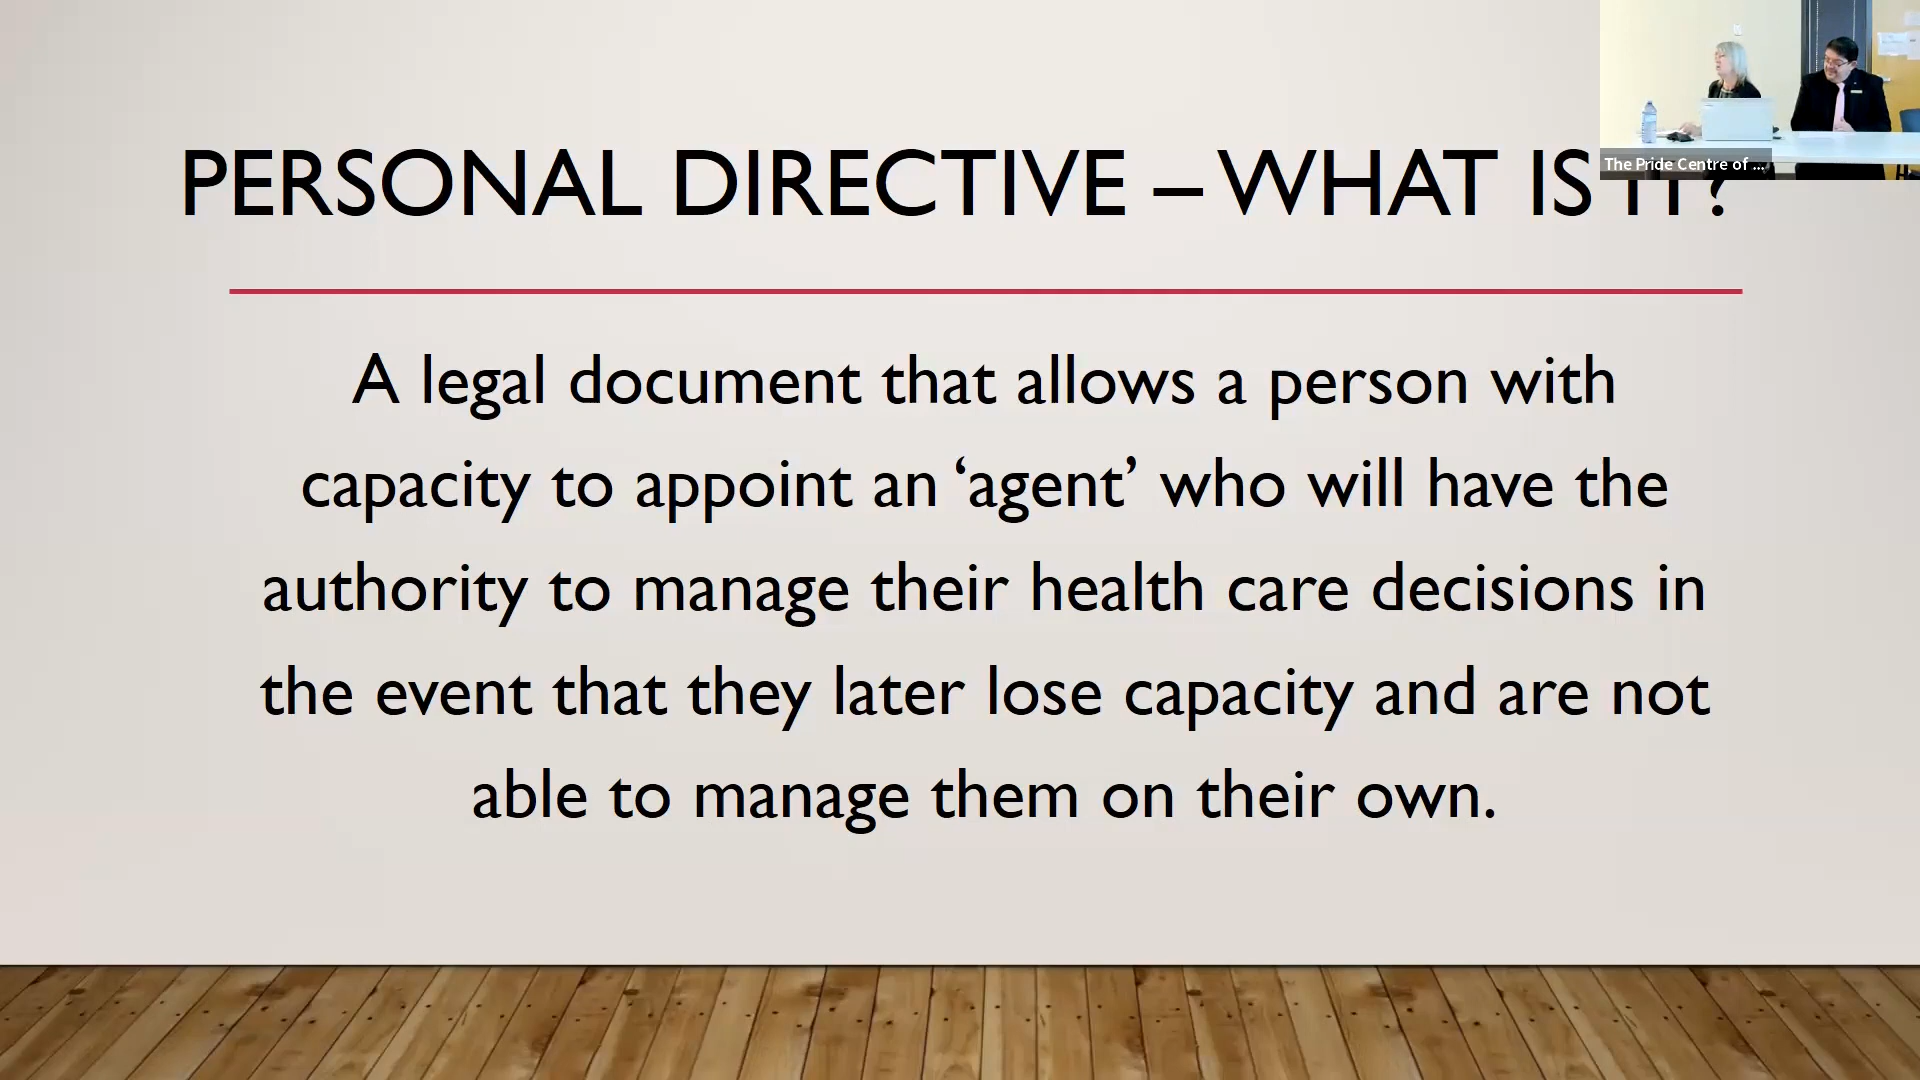 PERSONAL DIRECTIVE – WHAT IS IT?
The Pride Centre of ...
A legal document that allows a person with
capacity to appoint an ‘agent’ who will have the
authority to manage their health care decisions in
the event that they later lose capacity and are not
able to manage them on their own.